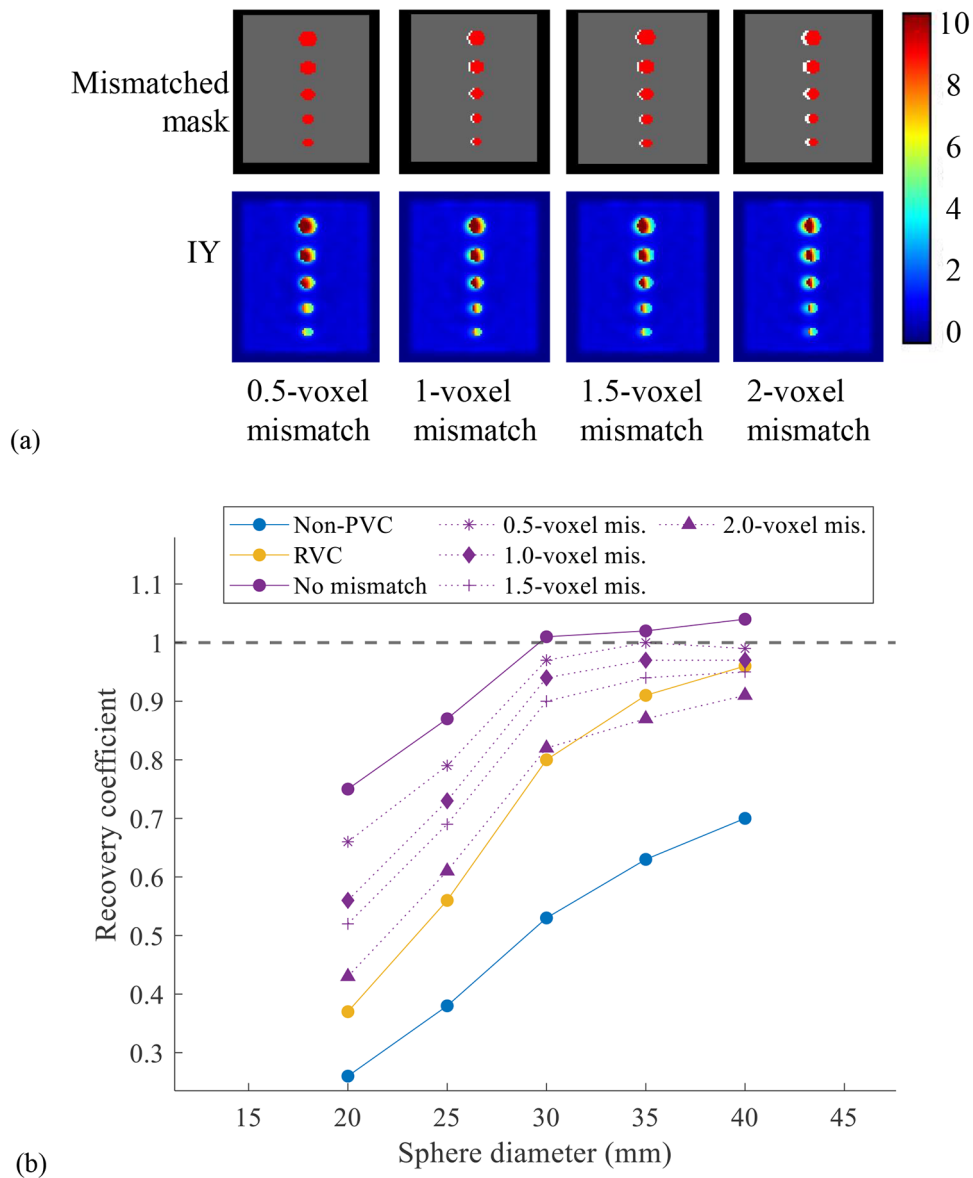 Mismatched
mask
IY
10
8
6
4
2
0
0.5-voxel
mismatch
1-voxel
mismatch
1.5-voxel
mismatch
2-voxel
mismatch
(a)
Non-PVC
RVC
No mismatch
0.5-voxel mis.
1.0-voxel mis.
1.5-voxel mis.
2.0-voxel mis.
Recovery coefficient
1.1
1
0.9
0.8
0.7
0.6
0.5
0.4
0.3
15 20 25 30 35 40 45
Sphere diameter (mm)
(b)